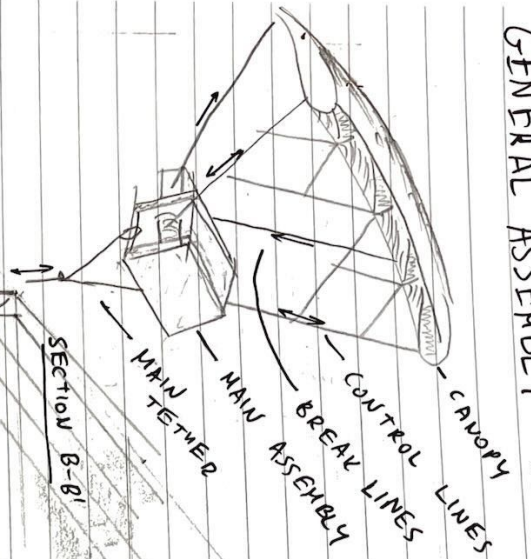 GENERAL ASSEMBLY
CANOPY
CONTROL LINES
BREAK LINES
MAIN ASSEMBLY
MAIN
TETHER
SECTION B-B'